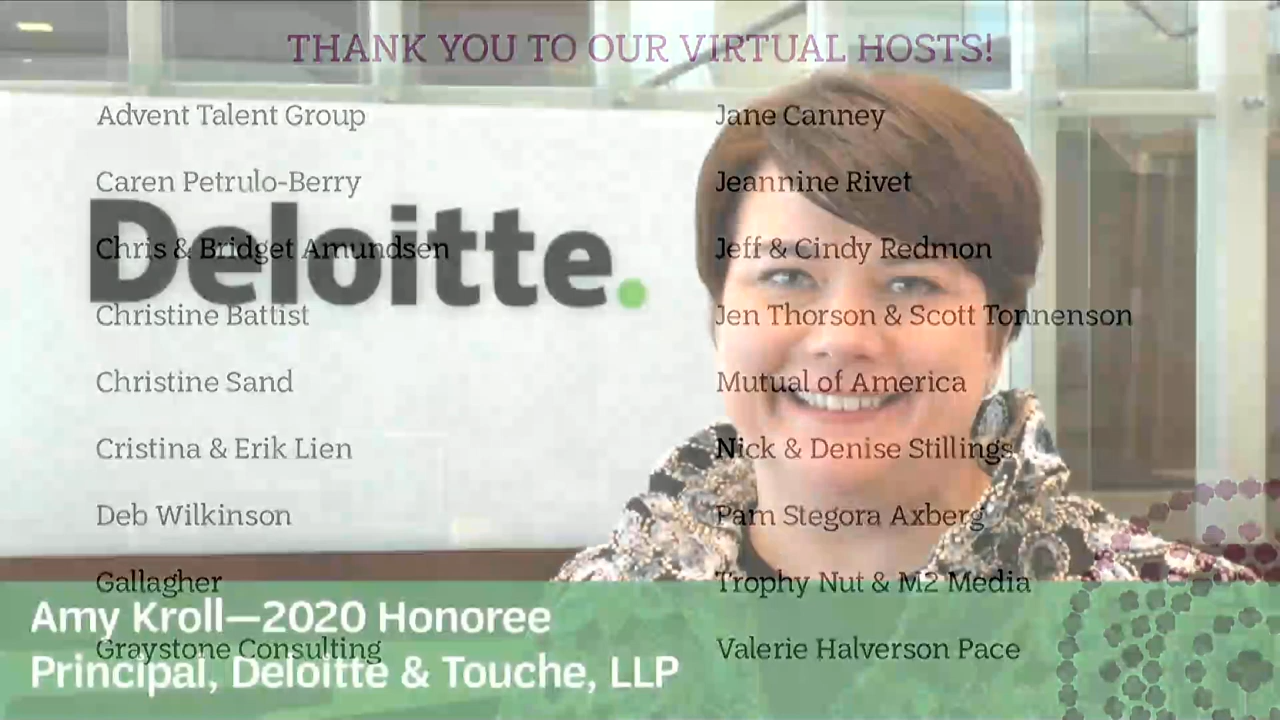 THANK YOU TO OUR VIRTUAL HOSTS!
Advent Talent Group
Caren Petrulo-Berry
Chris & Bridget Amundsen
Christine Battist
Christine Sand
Cristina & Erik Lien
Deb Wilkinson
Gallagher
Graystone Consulting
Jane Canney
Jeannine Rivet
Jeff & Cindy Redmon
Jen Thorson & Scott Tonnenson
Mutual of America
Nick & Denise Stillings
Pam Stegora Axberg
Trophy Nut & M2 Media
Valerie Halverson Pace
Deloitte.
Amy Kroll—2020 Honoree
Principal, Deloitte & Touche, LLP